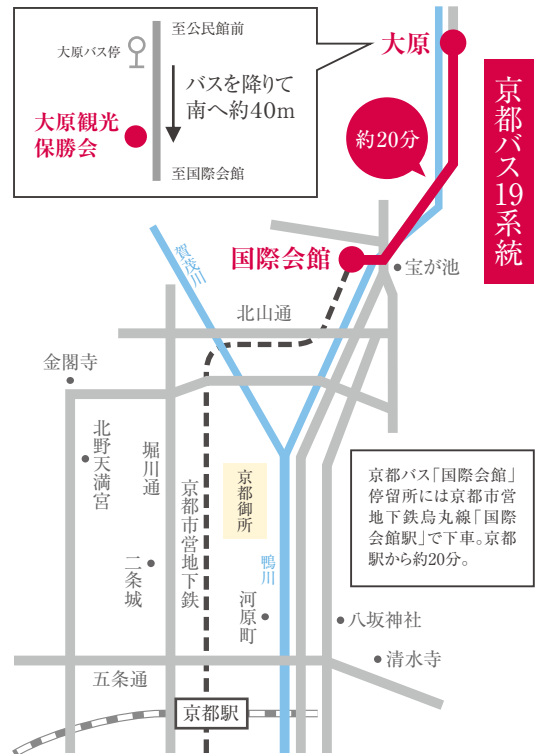 至公民館前
大原バス停
バスを降りて
南へ約40m
大原観光
保勝会
至国際会館
大原
京都バス19系統
約20分
国際会館
宝が池
賀茂川
北山通
金閣寺
北野天満宮
堀川通
京都市営地下鉄
京都御所
鴨川
二条城
河原町
京都バス「国際会館」
停留所には京都市営
地下鉄烏丸線「国際
会館駅」で下車。京都
駅から約20分。
八坂神社
清水寺
五条通
京都駅